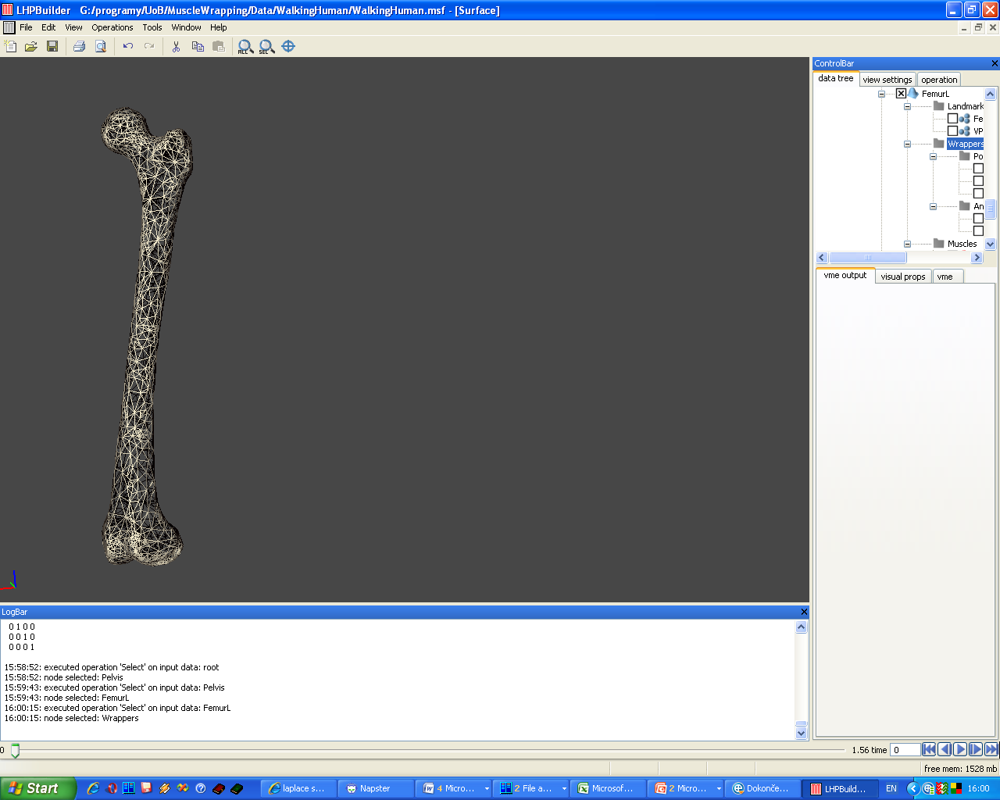 LHPBuilder G:/programy/UoB/MuscleWrapping/Data/WalkingHuman/WalkingHuman.msf - [Surface]
File Edit View Operations Tools Window Help
ALL SEL
ControlBar
data tree view settings operation
FemurL
Landmark
Fe
VP
Wrappers
Po
An
Muscles
vme output visual props vme
LogBar
0 1 0 0
0 0 1 0
0 0 0 1
15:58:52: executed operation 'Select' on input data: root
15:58:52: node selected: Pelvis
15:59:43: executed operation 'Select' on input data: Pelvis
15:59:43: node selected: FemurL
16:00:15: executed operation 'Select' on input data: FemurL
16:00:15: node selected: Wrappers
0 1.56 time 0
free mem: 1528 mb
Start laplace s... Napster 4 Micro... 2 File a... Microsof... 2 Micro... Dokonče... LHPBuild... EN 16:00